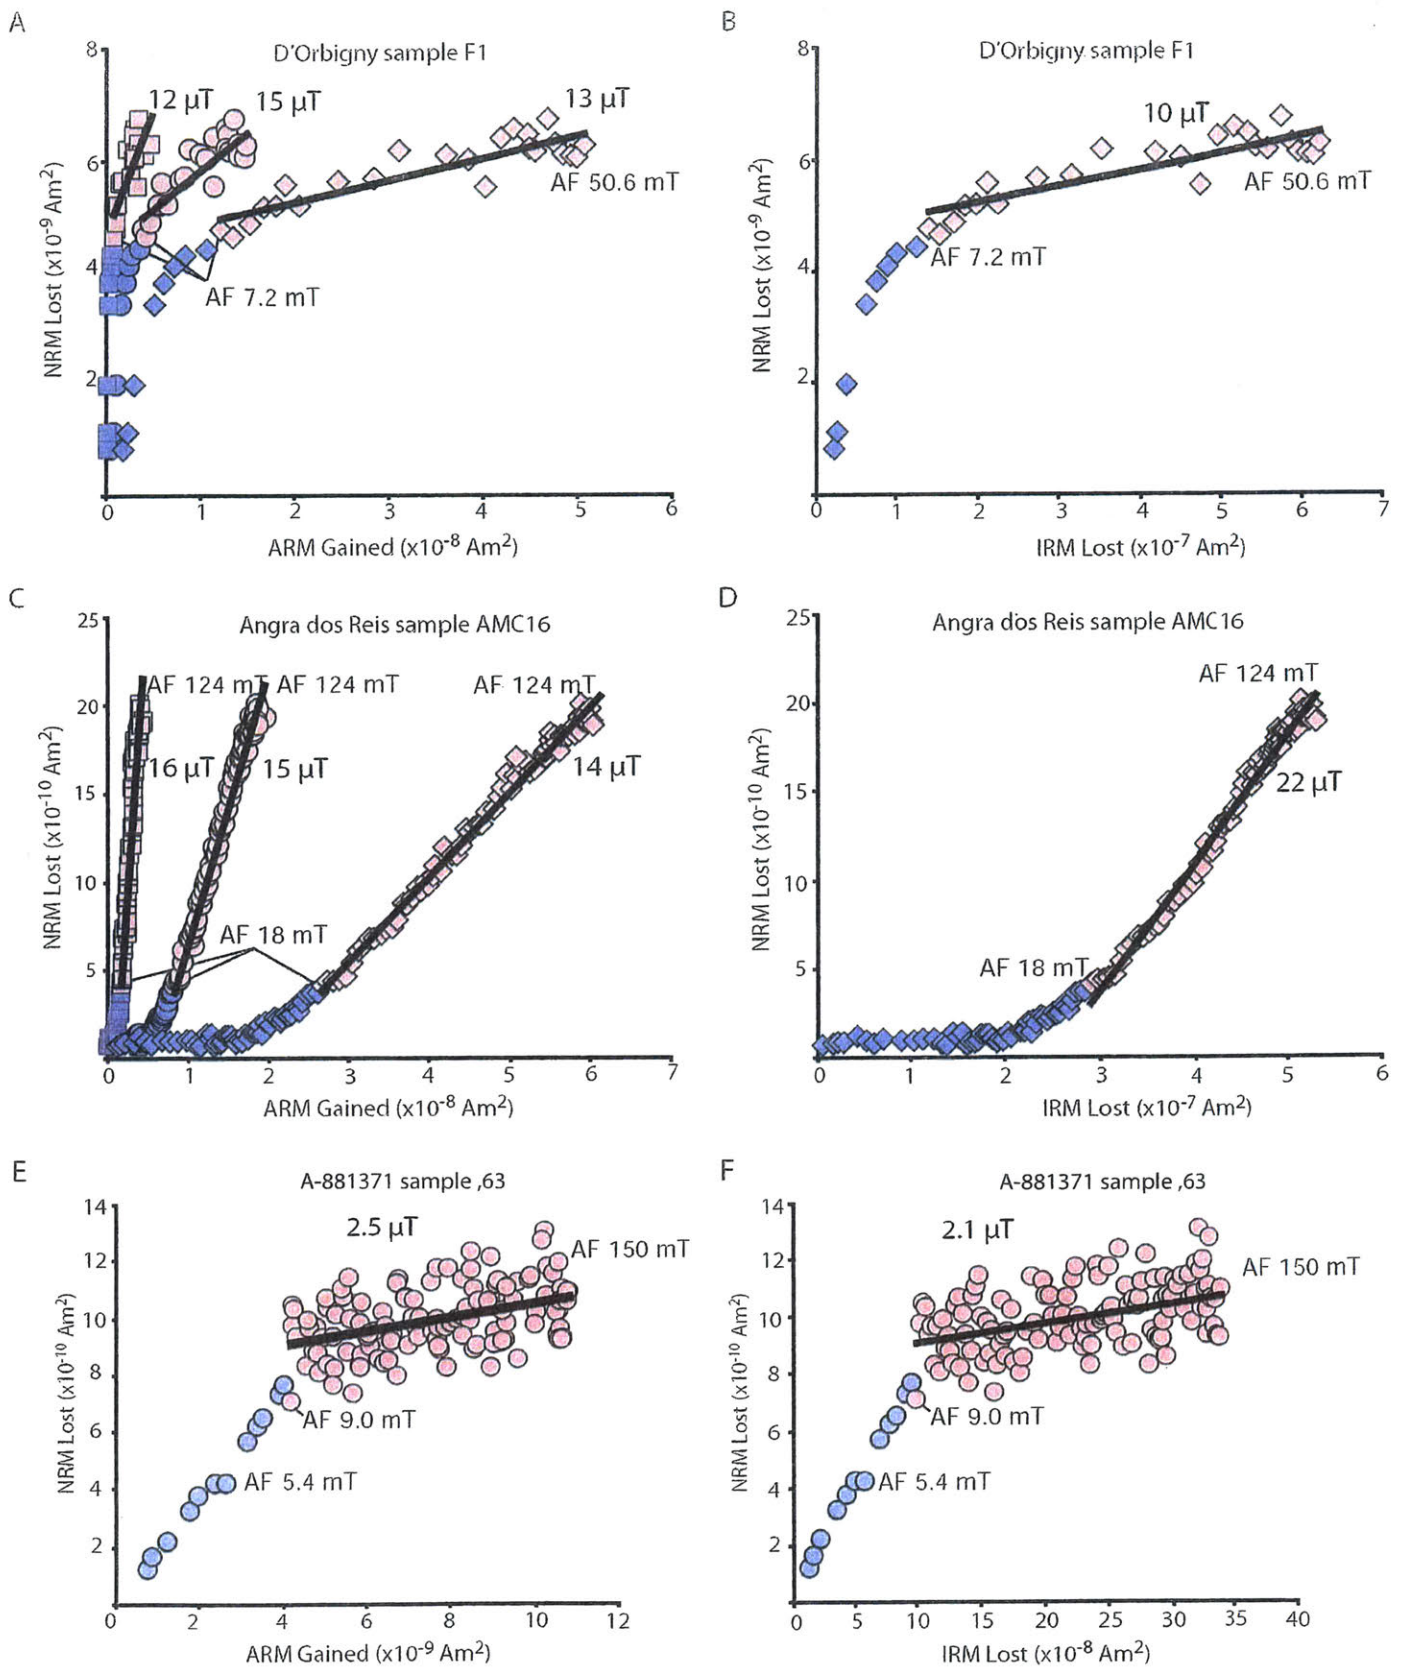 A
D'Orbigny sample F1
8
6
4
2
NRM Lost (x10-9 Am2)
12 µT
15 µT
13 µT
AF 50.6 mT
AF 7.2 mT
0 1 2 3 4 5 6
ARM Gained (x10-8 Am2)
B
D'Orbigny sample F1
8
6
4
2
NRM Lost (x10-9 Am2)
10 µT
AF 50.6 mT
AF 7.2 mT
0 1 2 3 4 5 6 7
IRM Lost (x10-7 Am2)
C
Angra dos Reis sample AMC16
25
20
15
10
5
NRM Lost (x10-10 Am2)
AF 124 mT
AF 124 mT
AF 124 mT
16 µT
15 µT
14 µT
AF 18 mT
0 1 2 3 4 5 6 7
ARM Gained (x10-8 Am2)
D
Angra dos Reis sample AMC16
25
20
15
10
5
NRM Lost (x10-10 Am2)
AF 124 mT
22 µT
AF 18 mT
0 1 2 3 4 5 6
IRM Lost (x10-7 Am2)
E
A-881371 sample ,63
14
12
10
8
6
4
2
NRM Lost (x10-10 Am2)
2.5 µT
AF 150 mT
AF 9.0 mT
AF 5.4 mT
0 2 4 6 8 10 12
ARM Gained (x10-9 Am2)
F
A-881371 sample ,63
14
12
10
8
6
4
2
NRM Lost (x10-10 Am2)
2.1 µT
AF 150 mT
AF 9.0 mT
AF 5.4 mT
0 5 10 15 20 25 30 35 40
IRM Lost (x10-8 Am2)